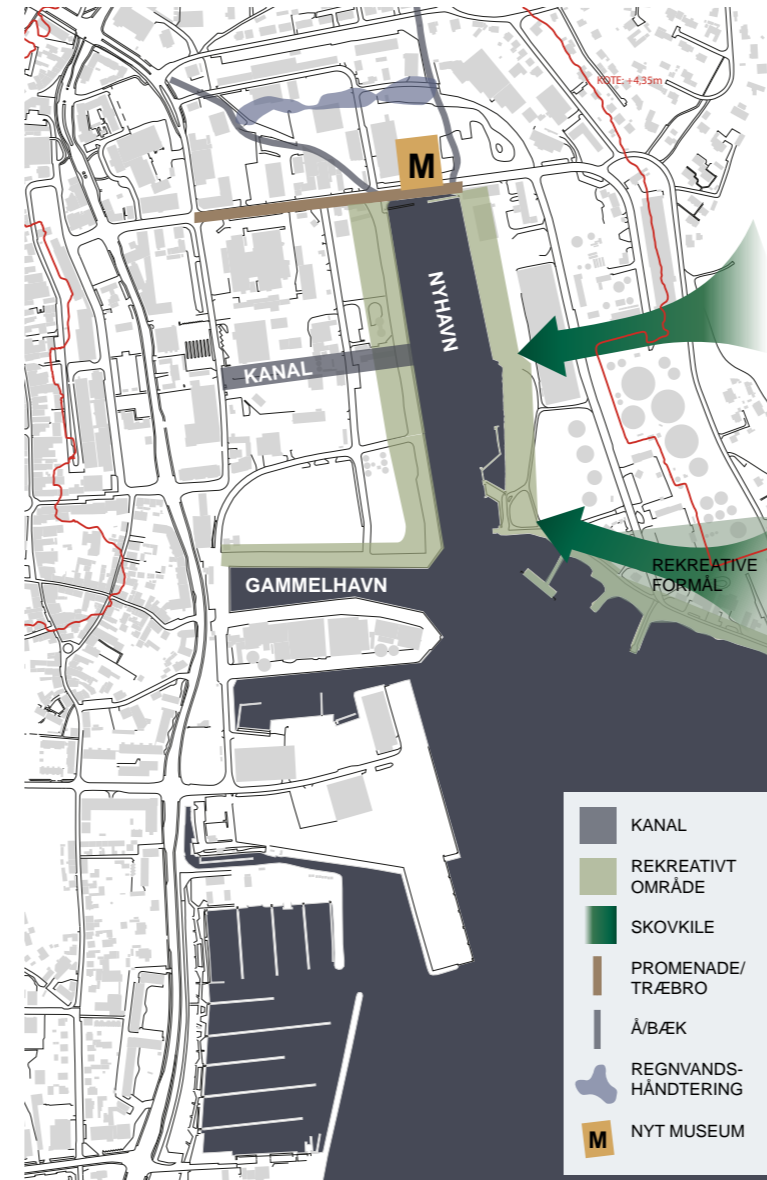 KOTE: +4,35m
M
NYHAVN
KANAL
GAMMELHAVN
REKREATIVE
FORMÅL
KANAL
REKREATIVT
OMRÅDE
SKOVKILE
PROMENADE/
TRÆBRO
Å/BÆK
REGNVANDS-
HÅNDTERING
M
NYT MUSEUM